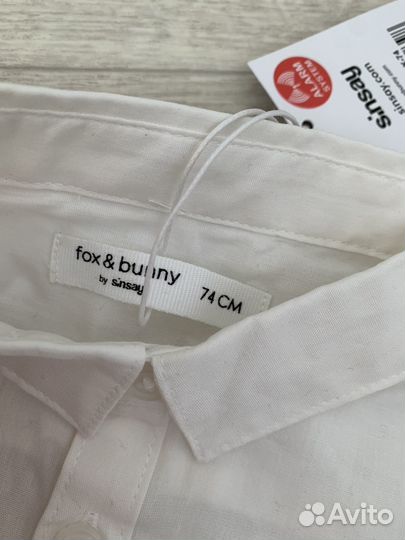 ALARM
SYSTEM
sinsay
sinsay.com
fox & bunny
by sinsay
74 CM
Avito